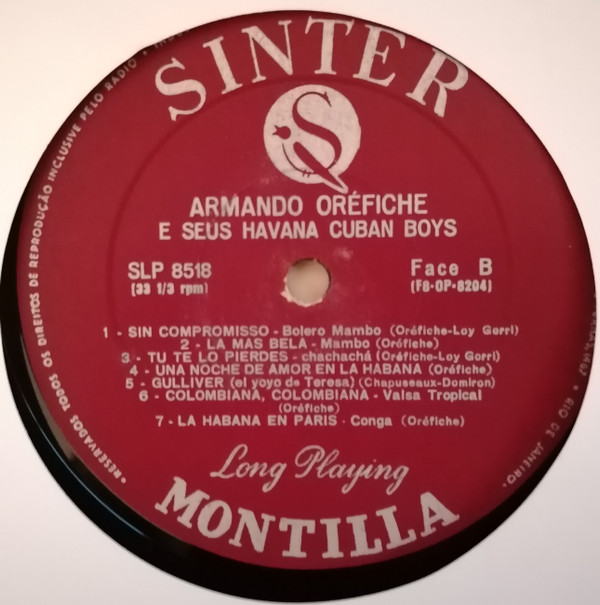 SINTER
S
ARMANDO ORÉFICHE
E SEUS HAVANA CUBAN BOYS
SLP 8518
(33 1/3 rpm)
Face B
(F8-OP-8204)
1 - SIN COMPROMISSO - Bolero Mambo (Oréfiche-Loy Gorri)
2 - LA MAS BELA - Mambo (Oréfiche)
3 - TU TE LO PIERDES - chachachá (Oréfiche-Loy Gorri)
4 - UNA NOCHE DE AMOR EN LA HABANA (Oréfiche)
5 - GULLIVER (el yoyo de Teresa) (Chapuseaux-Domiron)
6 - COLOMBIANA, COLOMBIANA - Valsa Tropical
(Oréfiche)
7 - LA HABANA EN PARIS - Conga (Oréfiche)
Long Playing
MONTILLA
•RESERVADOS TODOS OS DIREITOS DE REPRODUÇÃO INCLUSIVE PELO RADIO •
• RIO DE JANEIRO•